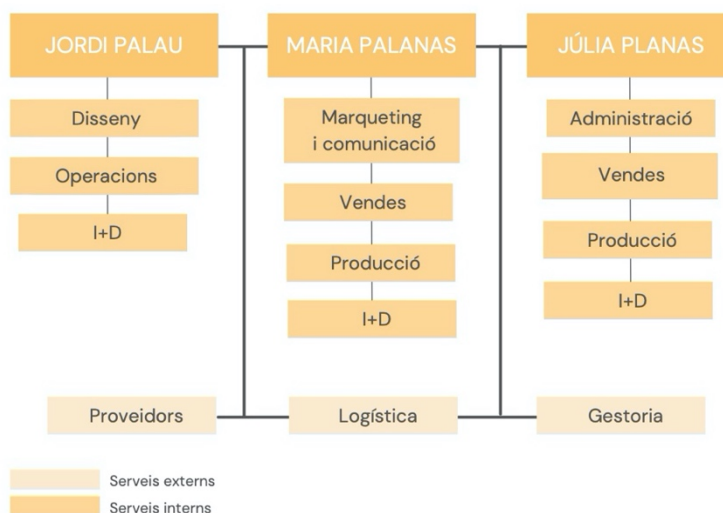 JORDI PALAU
MARIA PALANAS
JÚLIA PLANAS
Disseny
Operacions
I+D
Marqueting
i comunicació
Vendes
Producció
I+D
Administració
Vendes
Producció
I+D
Proveidors
Logística
Gestoria
Serveis externs
Serveis interns